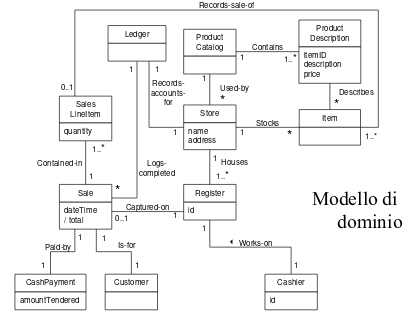 Records-sale-of
Ledger
Product
Catalog
Product
Description
itemID
description
price
Contains
1
1..*
0..1
1
1
Records-
accounts-
for
Used-by
Describes
Sales
LineItem
quantity
1..*
Store
name
address
Stocks
Item
1
1
1
*
*
*
1
1..*
Contained-in
Logs-
completed
Houses
1
1..*
1
*
Sale
dateTime
/ total
Captured-on
0..1
1
Register
id
Modello di
dominio
1
1
1
Paid-by
Is-for
Works-on
1
1
1
CashPayment
amountTendered
Customer
Cashier
id